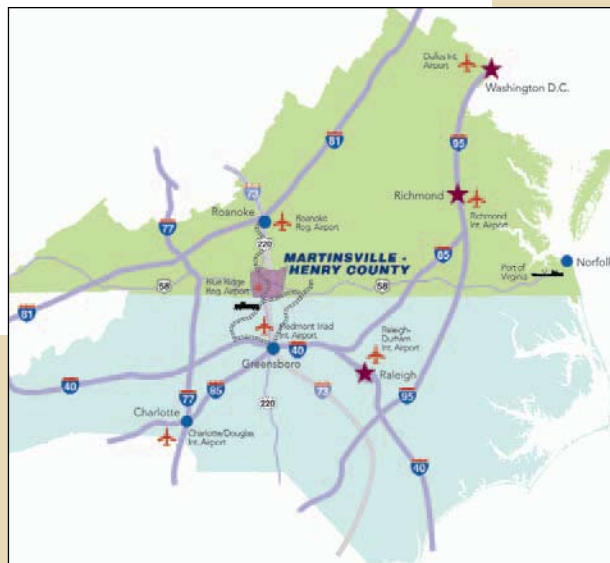 Dullus Int.
Airport
Washington D.C.
81
95
Richmond
Richmond
Int. Airport
77
73
Roanoke
Roanoke
Reg. Airport
220
MARTINSVILLE -
HENRY COUNTY
85
Norfolk
Port of
Virginia
58
Blue Ridge
Reg. Airport
58
81
Piedmont Triad
Int. Airport
Raleigh-
Durham
Int. Airport
40
Greensboro
40
Raleigh
77
85
220
73
95
Charlotte
Charlotte/Douglas
Int. Airport
40